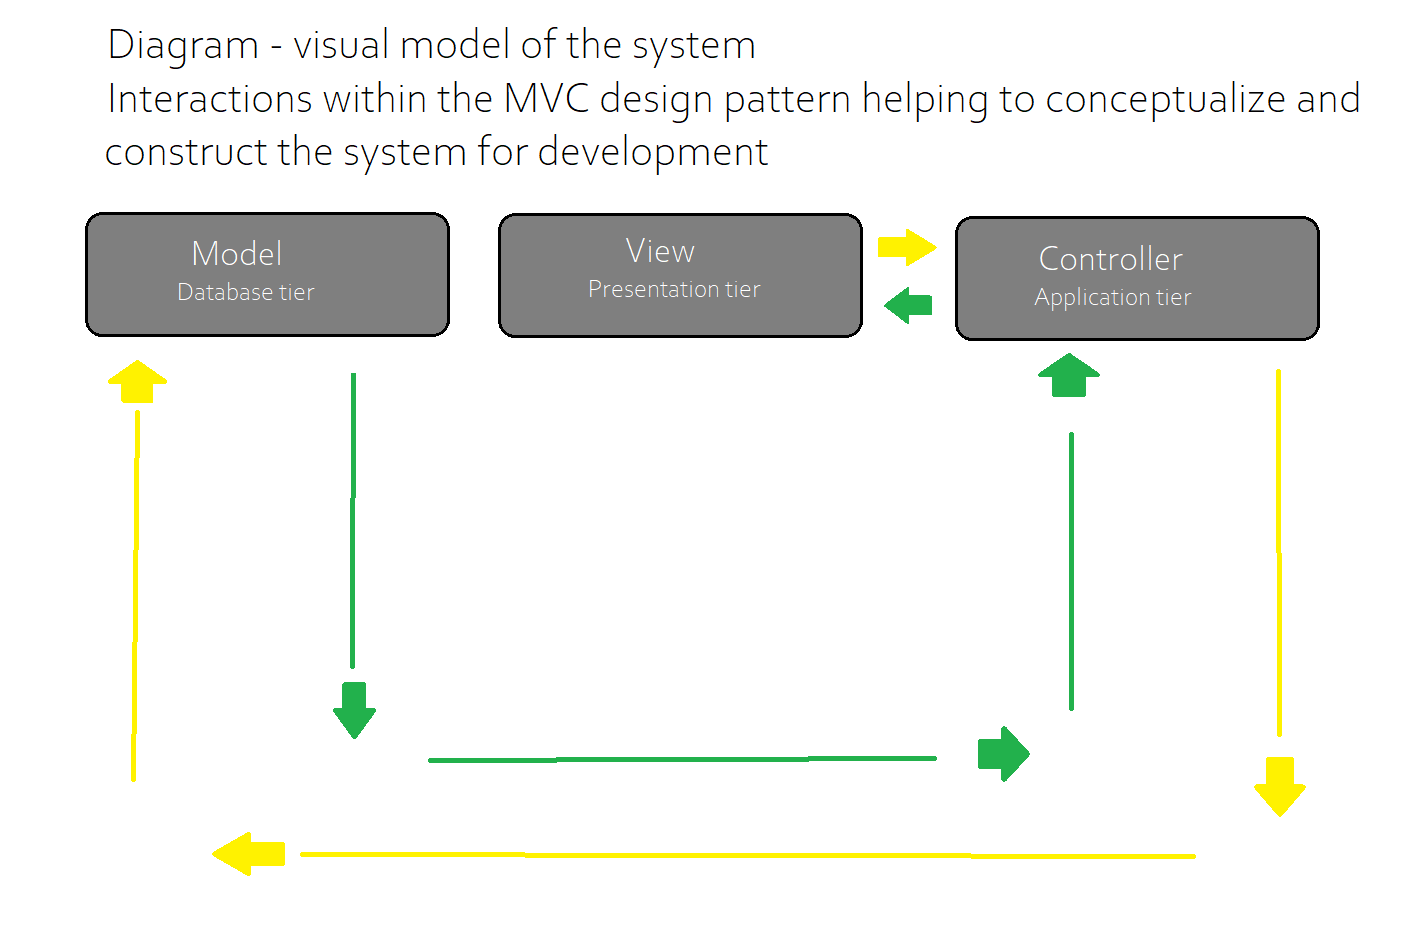 Diagram - visual model of the system
Interactions within the MVC design pattern helping to conceptualize and
construct the system for development
Model
Database tier
View
Presentation tier
Controller
Application tier